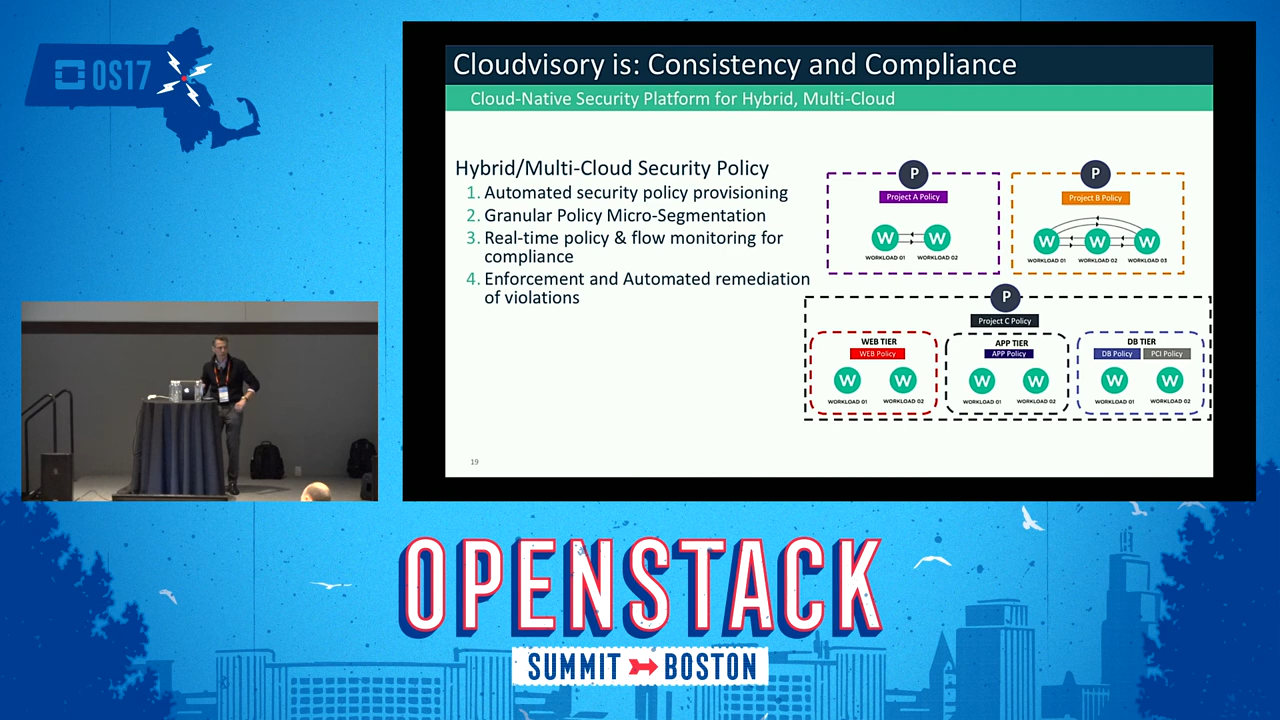 OS17
Cloudvisory is: Consistency and Compliance
Cloud-Native Security Platform for Hybrid, Multi-Cloud
Hybrid/Multi-Cloud Security Policy
1. Automated security policy provisioning
2. Granular Policy Micro-Segmentation
3. Real-time policy & flow monitoring for
compliance
4. Enforcement and Automated remediation
of violations
P
Project A Policy
W W
WORKLOAD 01 WORKLOAD 02
P
Project B Policy
W W W
WORKLOAD 01 WORKLOAD 02 WORKLOAD 03
P
Project C Policy
WEB TIER
WEB Policy
W W
WORKLOAD 01 WORKLOAD 02
APP TIER
APP Policy
W W
WORKLOAD 01 WORKLOAD 02
DB TIER
DB Policy PCI Policy
W W
WORKLOAD 01 WORKLOAD 02
19
OPENSTACK
SUMMIT BOSTON